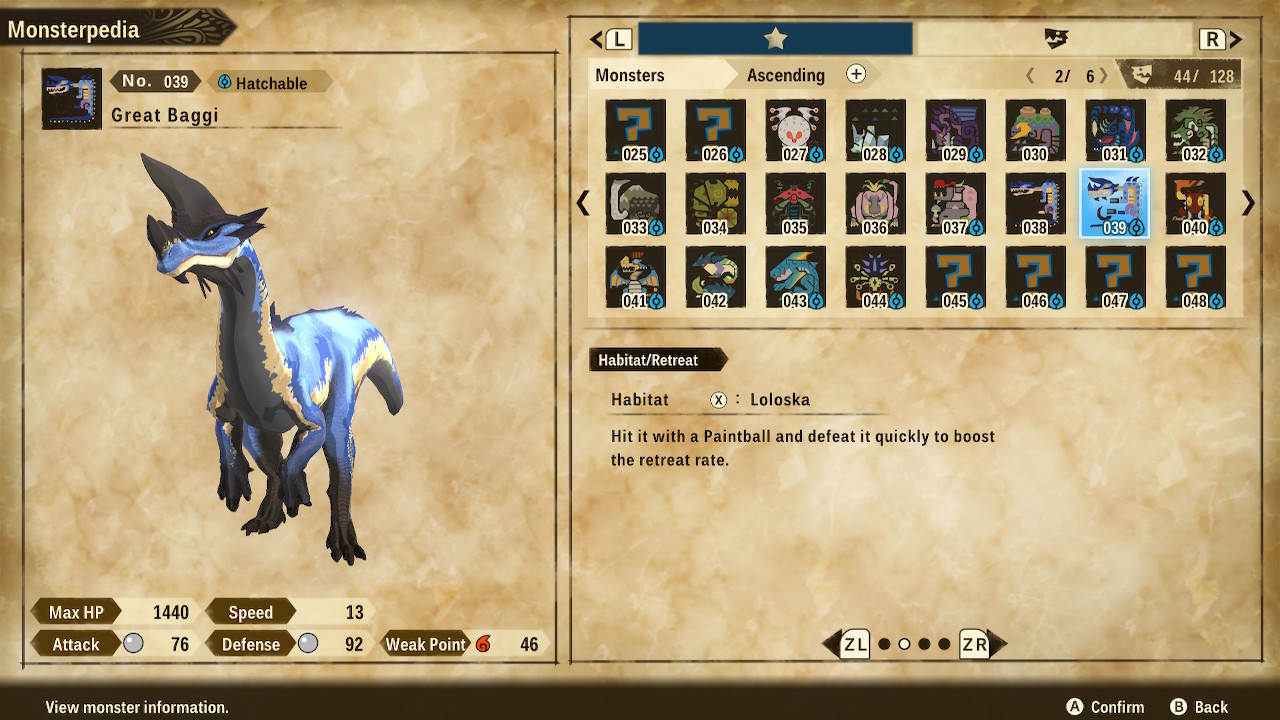 Monsterpedia
No. 039
Hatchable
Great Baggi
Max HP 1440
Speed 13
Attack 76
Defense 92
Weak Point 46
L
R
Monsters
Ascending
2/ 6
44/ 128
025 026 027 028 029 030 031 032
033 034 035 036 037 038 039 040
041 042 043 044 045 046 047 048
Habitat/Retreat
Habitat X : Loloska
Hit it with a Paintball and defeat it quickly to boost
the retreat rate.
ZL ZR
View monster information.
A Confirm B Back